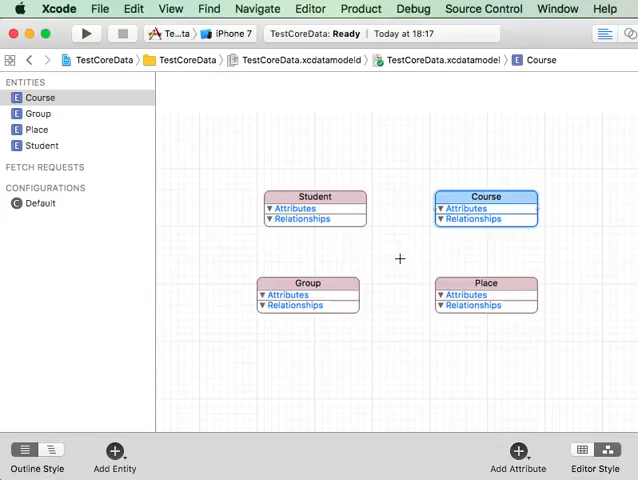 Xcode File Edit View Find Navigate Editor Product Debug Source Control Window Help
Te...ta iPhone 7 TestCoreData: Ready Today at 18:17
TestCoreData TestCoreData TestCoreData.xcdatamodeld TestCoreData.xcdatamodel E Course
ENTITIES
E Course
E Group
E Place
E Student
FETCH REQUESTS
CONFIGURATIONS
C Default
Student
Attributes
Relationships
Course
Attributes
Relationships
Group
Attributes
Relationships
Place
Attributes
Relationships
Outline Style Add Entity Add Attribute Editor Style